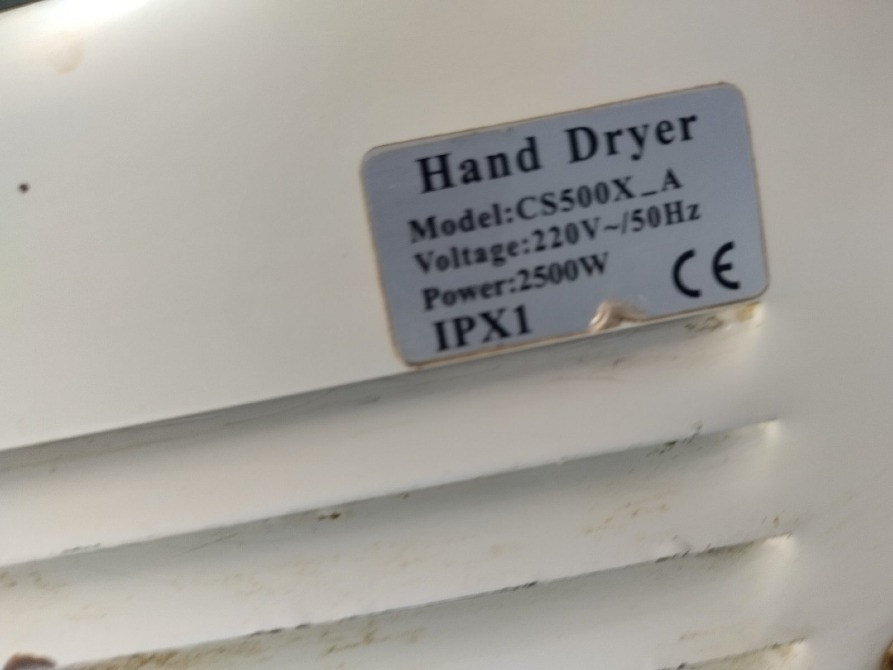 Hand Dryer
Model:CS500X_A
Voltage:220V~/50Hz
Power:2500W
CE
IPX1